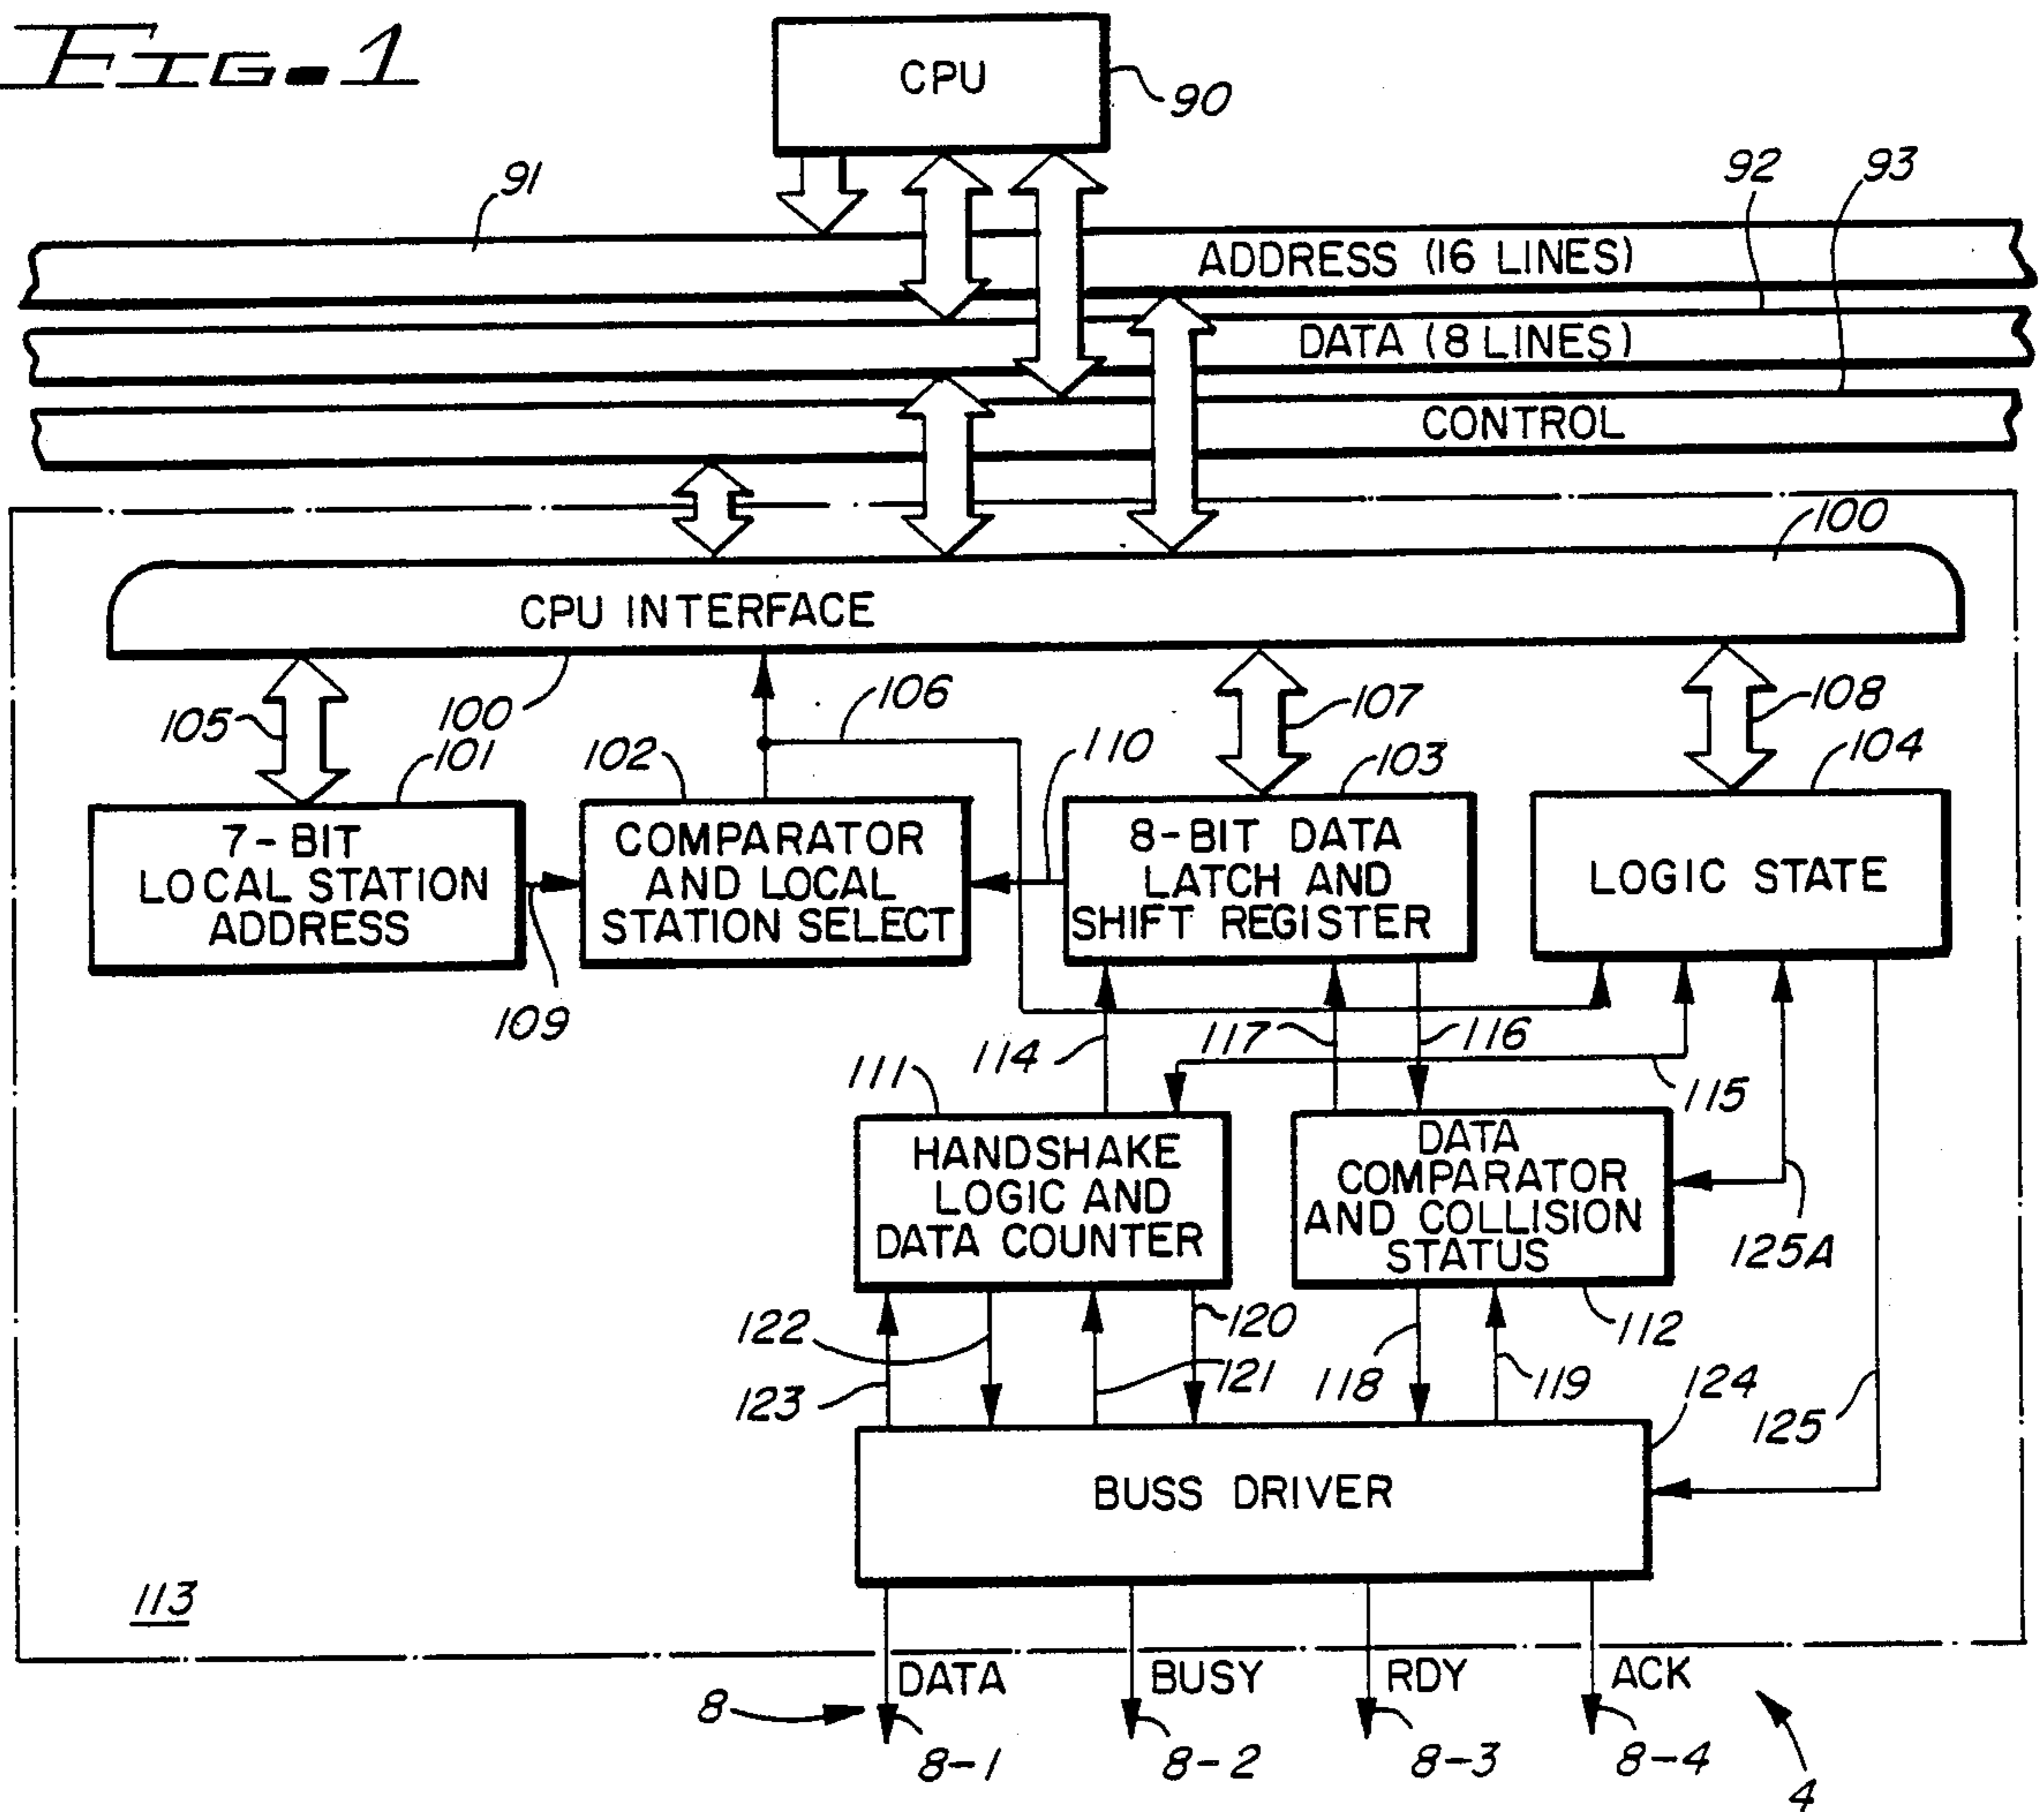 FIG. 1
CPU
90
91
92
93
ADDRESS (16 LINES)
DATA (8 LINES)
CONTROL
100
CPU INTERFACE
105
101
100
102
106
110
107
103
108
104
7-BIT
LOCAL STATION
ADDRESS
COMPARATOR
AND LOCAL
STATION SELECT
8-BIT DATA
LATCH AND
SHIFT REGISTER
LOGIC STATE
109
111
114
117
116
115
HANDSHAKE
LOGIC AND
DATA COUNTER
DATA
COMPARATOR
AND COLLISION
STATUS
125A
122
123
120
121
118
119
112
124
125
BUSS DRIVER
113
DATA
BUSY
RDY
ACK
8
8-1
8-2
8-3
8-4
4